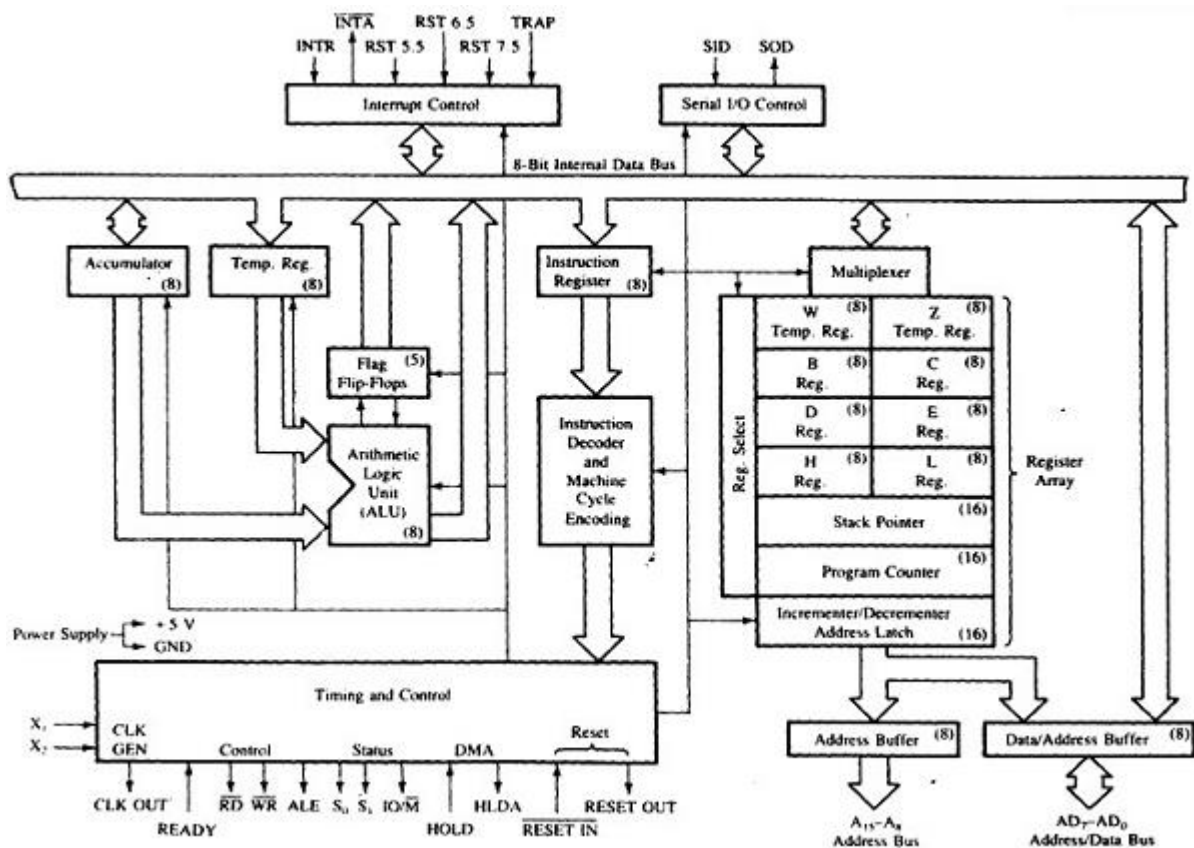 INTA RST 6.5 TRAP
INTR RST 5.5 RST 7.5
SID SOD
Interrupt Control
Serial I/O Control
8-Bit Internal Data Bus
Accumulator
(8)
Temp. Reg.
(8)
Instruction
Register
(8)
Multiplexer
W (8)
Temp. Reg.
Z (8)
Temp. Reg.
(5)
Flag
Flip-Flops
B (8)
Reg.
C (8)
Reg.
D (8)
Reg.
E (8)
Reg.
H (8)
Reg.
L (8)
Reg.
Reg. Select
Register
Array
Arithmetic
Logic
Unit
(ALU)
(8)
Instruction
Decoder
and
Machine
Cycle
Encoding
Stack Pointer (16)
Program Counter (16)
Incrementer/Decrementer
Address Latch (16)
Power Supply
+5 V
GND
Timing and Control
X₁
X₂
CLK
GEN
Control
Status
DMA
Reset
Address Buffer (8)
Data/Address Buffer (8)
CLK OUT
READY
RD WR ALE S₀ S₁ IO/M
HOLD
HLDA
RESET IN
RESET OUT
A₁₅–A₈
Address Bus
AD₇–AD₀
Address/Data Bus